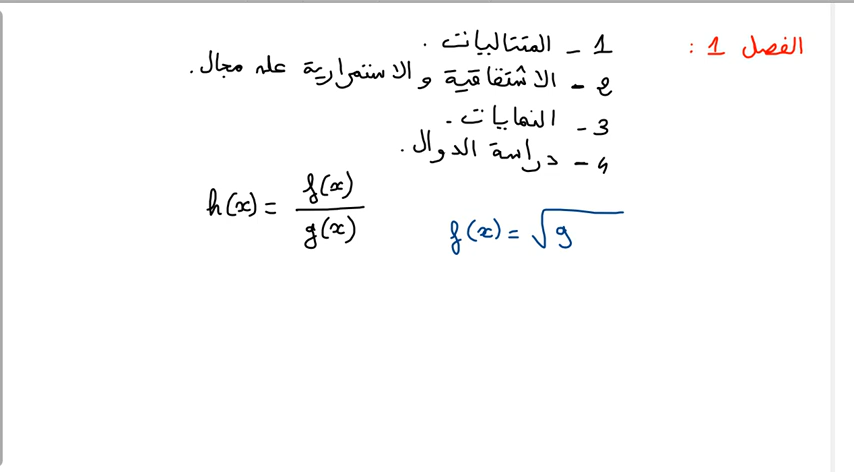 الفصل 1 :
1 - المتتاليات .
2 - الاشتقاقية و الاستمرارية على مجال .
3 - النهايات .
4 - دراسة الدوال .
h(x) = f(x) / g(x)
f(x) = √g